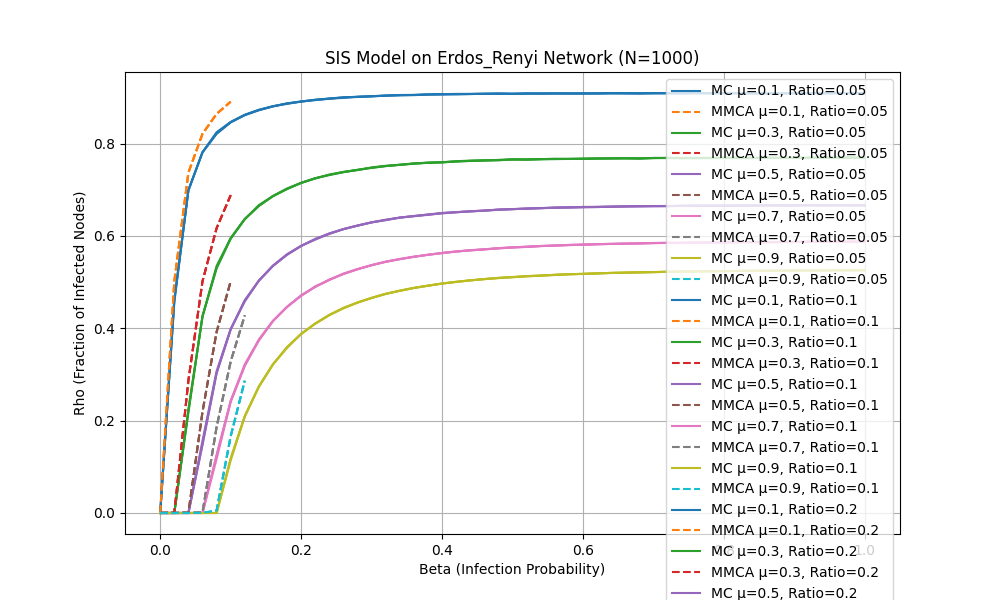 SIS Model on Erdos_Renyi Network (N=1000)
Rho (Fraction of Infected Nodes)
0.8
0.6
0.4
0.2
0.0
0.0
0.2
0.4
0.6
1.0
Beta (Infection Probability)
MC μ=0.1, Ratio=0.05
MMCA μ=0.1, Ratio=0.05
MC μ=0.3, Ratio=0.05
MMCA μ=0.3, Ratio=0.05
MC μ=0.5, Ratio=0.05
MMCA μ=0.5, Ratio=0.05
MC μ=0.7, Ratio=0.05
MMCA μ=0.7, Ratio=0.05
MC μ=0.9, Ratio=0.05
MMCA μ=0.9, Ratio=0.05
MC μ=0.1, Ratio=0.1
MMCA μ=0.1, Ratio=0.1
MC μ=0.3, Ratio=0.1
MMCA μ=0.3, Ratio=0.1
MC μ=0.5, Ratio=0.1
MMCA μ=0.5, Ratio=0.1
MC μ=0.7, Ratio=0.1
MMCA μ=0.7, Ratio=0.1
MC μ=0.9, Ratio=0.1
MMCA μ=0.9, Ratio=0.1
MC μ=0.1, Ratio=0.2
MMCA μ=0.1, Ratio=0.2
MC μ=0.3, Ratio=0.2
MMCA μ=0.3, Ratio=0.2
MC μ=0.5, Ratio=0.2